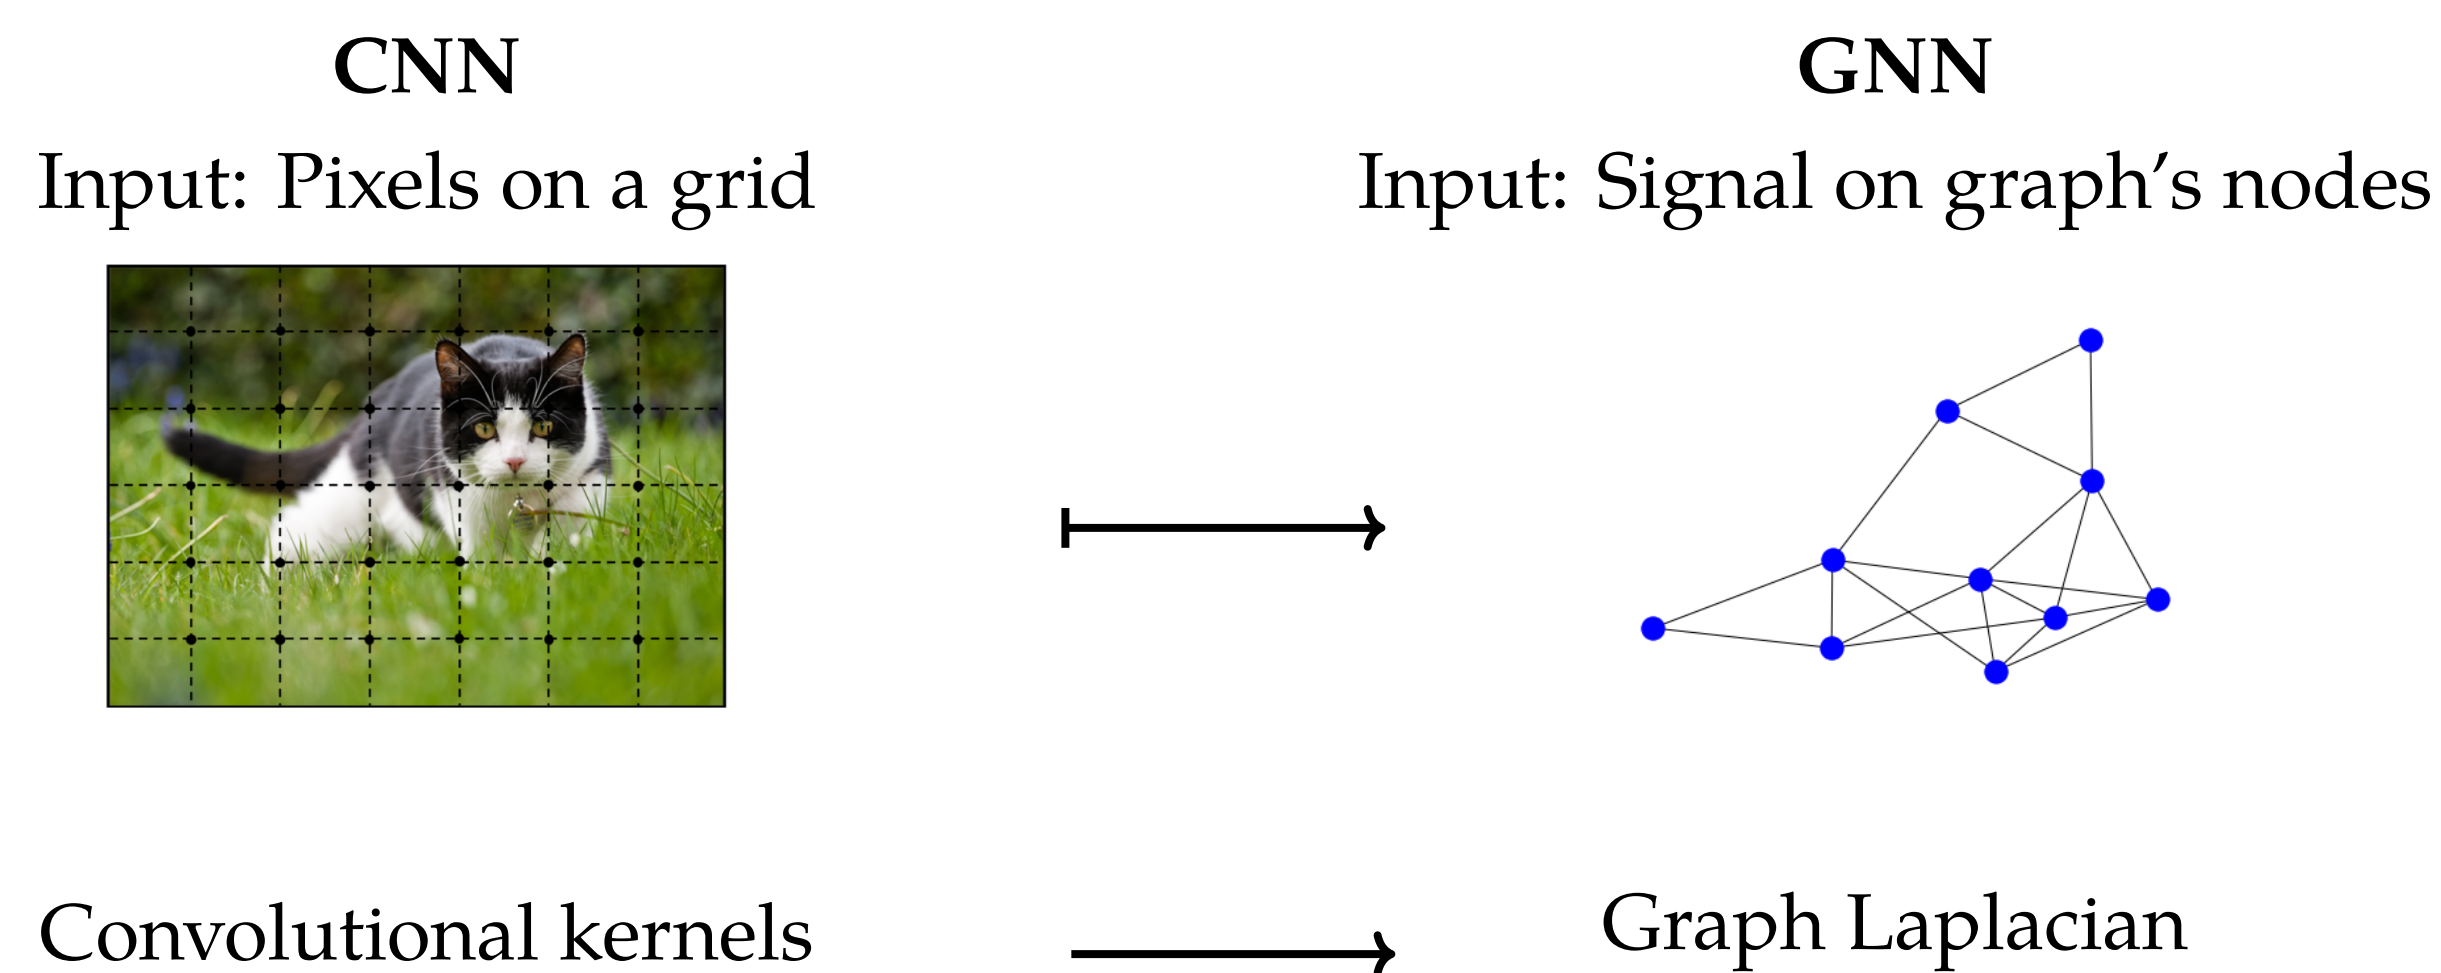 CNN
Input: Pixels on a grid
GNN
Input: Signal on graph’s nodes
Convolutional kernels
Graph Laplacian